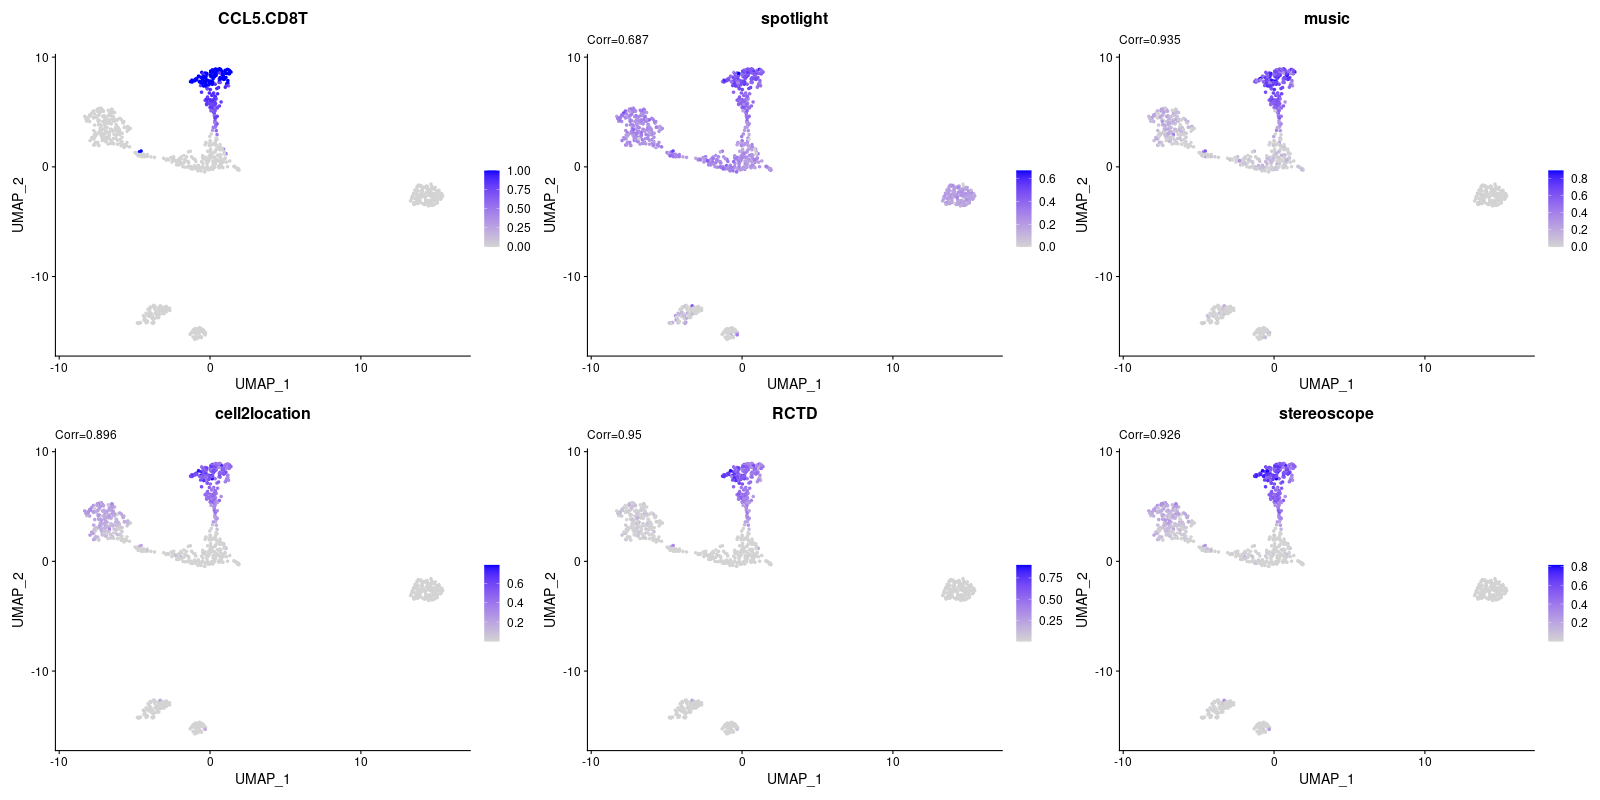 CCL5.CD8T
10
0
-10
UMAP_2
-10
0
10
UMAP_1
1.00
0.75
0.50
0.25
0.00
spotlight
Corr=0.687
10
0
-10
UMAP_2
-10
0
10
UMAP_1
0.6
0.4
0.2
0.0
music
Corr=0.935
10
0
-10
UMAP_2
-10
0
10
UMAP_1
0.8
0.6
0.4
0.2
0.0
cell2location
Corr=0.896
10
0
-10
UMAP_2
-10
0
10
UMAP_1
0.6
0.4
0.2
RCTD
Corr=0.95
10
0
-10
UMAP_2
-10
0
10
UMAP_1
0.75
0.50
0.25
stereoscope
Corr=0.926
10
0
-10
UMAP_2
-10
0
10
UMAP_1
0.8
0.6
0.4
0.2